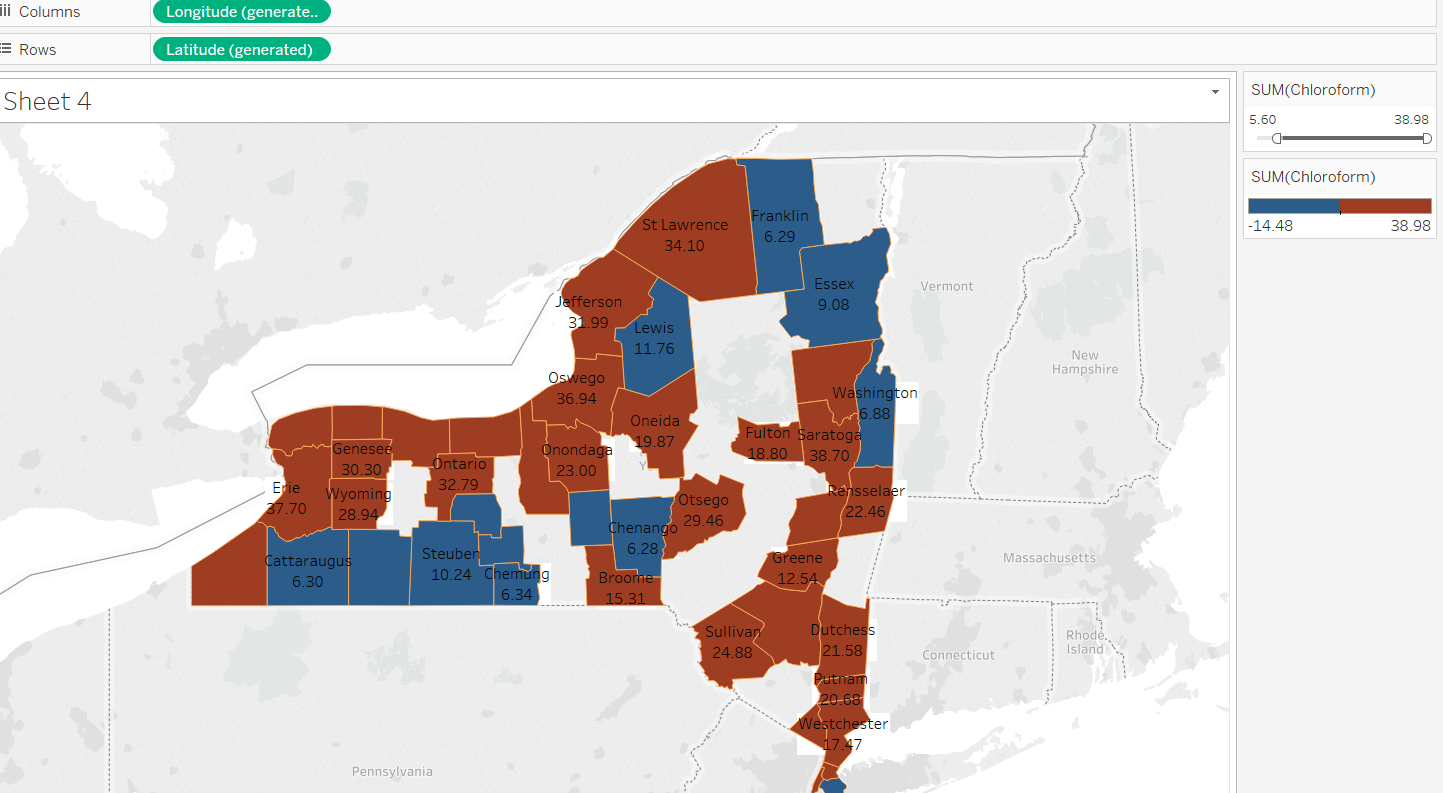 Columns
Longitude (generate..
Rows
Latitude (generated)
Sheet 4
SUM(Chloroform)
5.60 38.98
SUM(Chloroform)
-14.48 38.98
St Lawrence
34.10
Franklin
6.29
Essex
9.08
Vermont
Jefferson
31.99
Lewis
11.76
New
Hampshire
Oswego
36.94
Washington
6.88
Oneida
19.87
Fulton
18.80
Saratoga
38.70
Genesee
30.30
Ontario
32.79
Onondaga
23.00
Erie
37.70
Wyoming
28.94
Otsego
29.46
Rensselaer
22.46
Chenango
6.28
Cattaraugus
6.30
Steuben
10.24
Chemung
6.34
Broome
15.31
Greene
12.54
Massachusetts
Sullivan
24.88
Dutchess
21.58
Connecticut
Rhode
Island
Putnam
20.68
Westchester
17.47
Pennsylvania